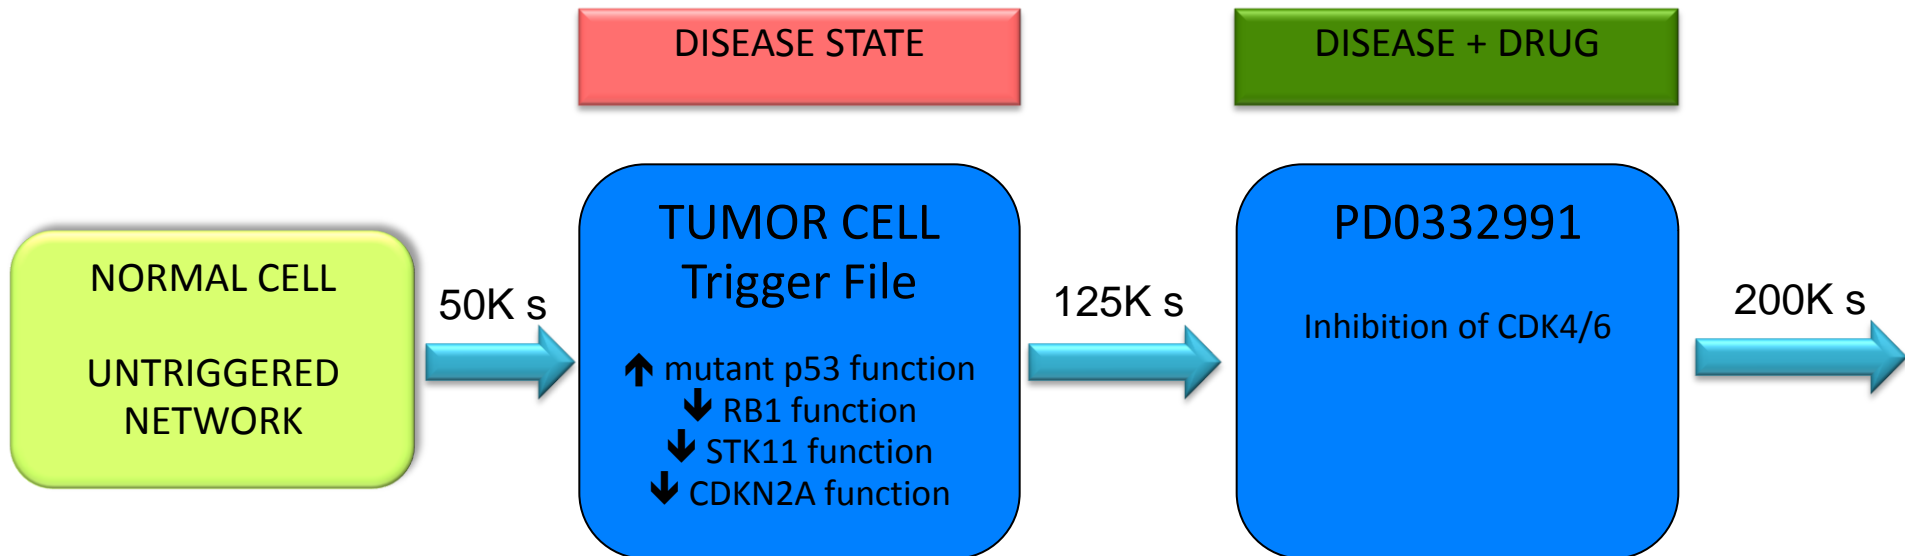 DISEASE STATE
DISEASE + DRUG
NORMAL CELL
UNTRIGGERED
NETWORK
50K s
TUMOR CELL
Trigger File
↑ mutant p53 function
↓ RB1 function
↓ STK11 function
↓ CDKN2A function
125K s
PD0332991
Inhibition of CDK4/6
200K s